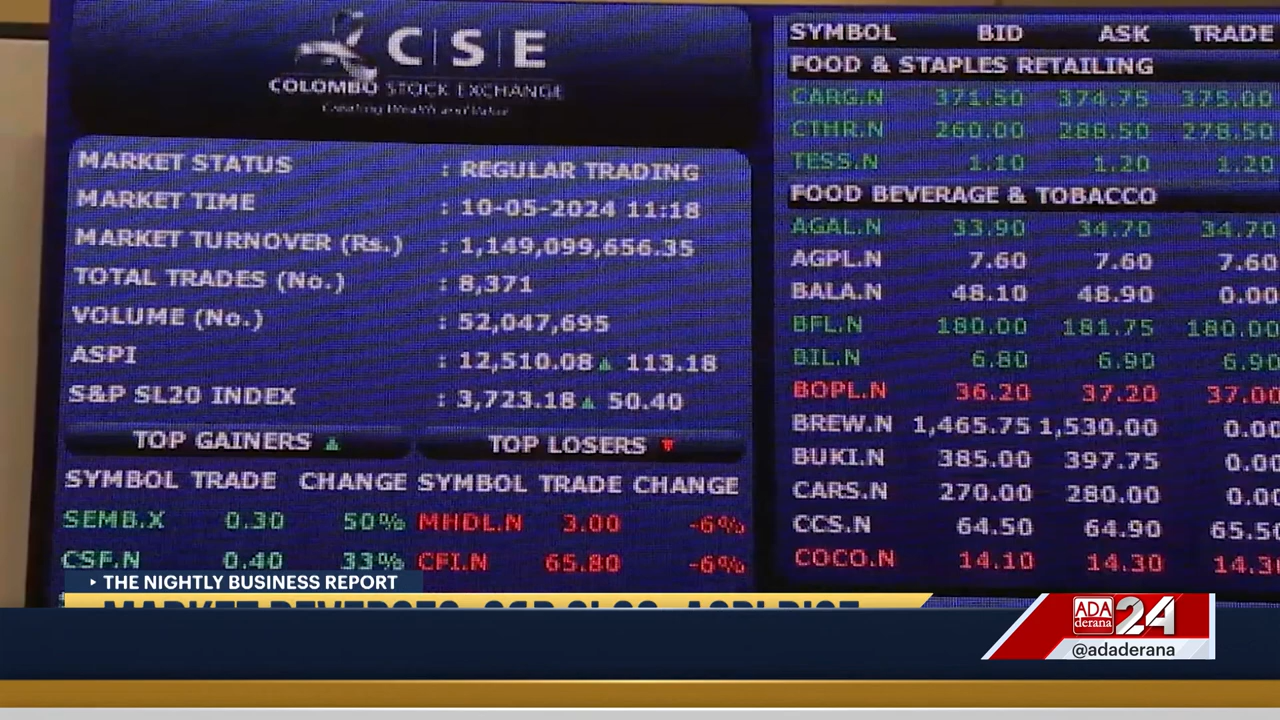 C|S|E
COLOMBO STOCK EXCHANGE
Creating Wealth and Value
MARKET STATUS : REGULAR TRADING
MARKET TIME : 10-05-2024 11:18
MARKET TURNOVER (Rs.) : 1,149,099,656.35
TOTAL TRADES (No.) : 8,371
VOLUME (No.) : 52,047,695
ASPI : 12,510.08 ▲ 113.18
S&P SL20 INDEX : 3,723.18 ▲ 50.40
TOP GAINERS ▲ TOP LOSERS ▼
SYMBOL TRADE CHANGE SYMBOL TRADE CHANGE
SEMB.X 0.30 50% MHDL.N 3.00 -6%
CSF.N 0.40 33% CFI.N 65.80 -6%
SYMBOL BID ASK TRADE
FOOD & STAPLES RETAILING
CARG.N 371.50 374.75 375.00
CTHR.N 260.00 288.50 278.50
TESS.N 1.10 1.20 1.20
FOOD BEVERAGE & TOBACCO
AGAL.N 33.90 34.70 34.70
AGPL.N 7.60 7.60 7.60
BALA.N 48.10 48.90 0.00
BFL.N 180.00 181.75 180.00
BIL.N 6.80 6.90 6.90
BOPL.N 36.20 37.20 37.00
BREW.N 1,465.75 1,530.00 0.00
BUKI.N 385.00 397.75 0.00
CARS.N 270.00 280.00 0.00
CCS.N 64.50 64.90 65.50
COCO.N 14.10 14.30 14.30
THE NIGHTLY BUSINESS REPORT
ADA
derana
24
@adaderana